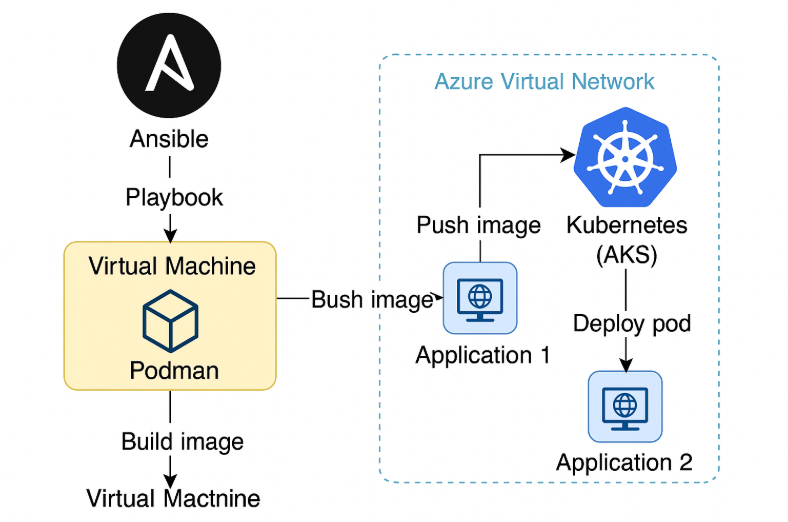 Azure Virtual Network
Ansible
Playbook
Virtual Machine
Podman
Build image
Virtual Mactnine
Bush image
Push image
Application 1
Kubernetes
(AKS)
Deploy pod
Application 2